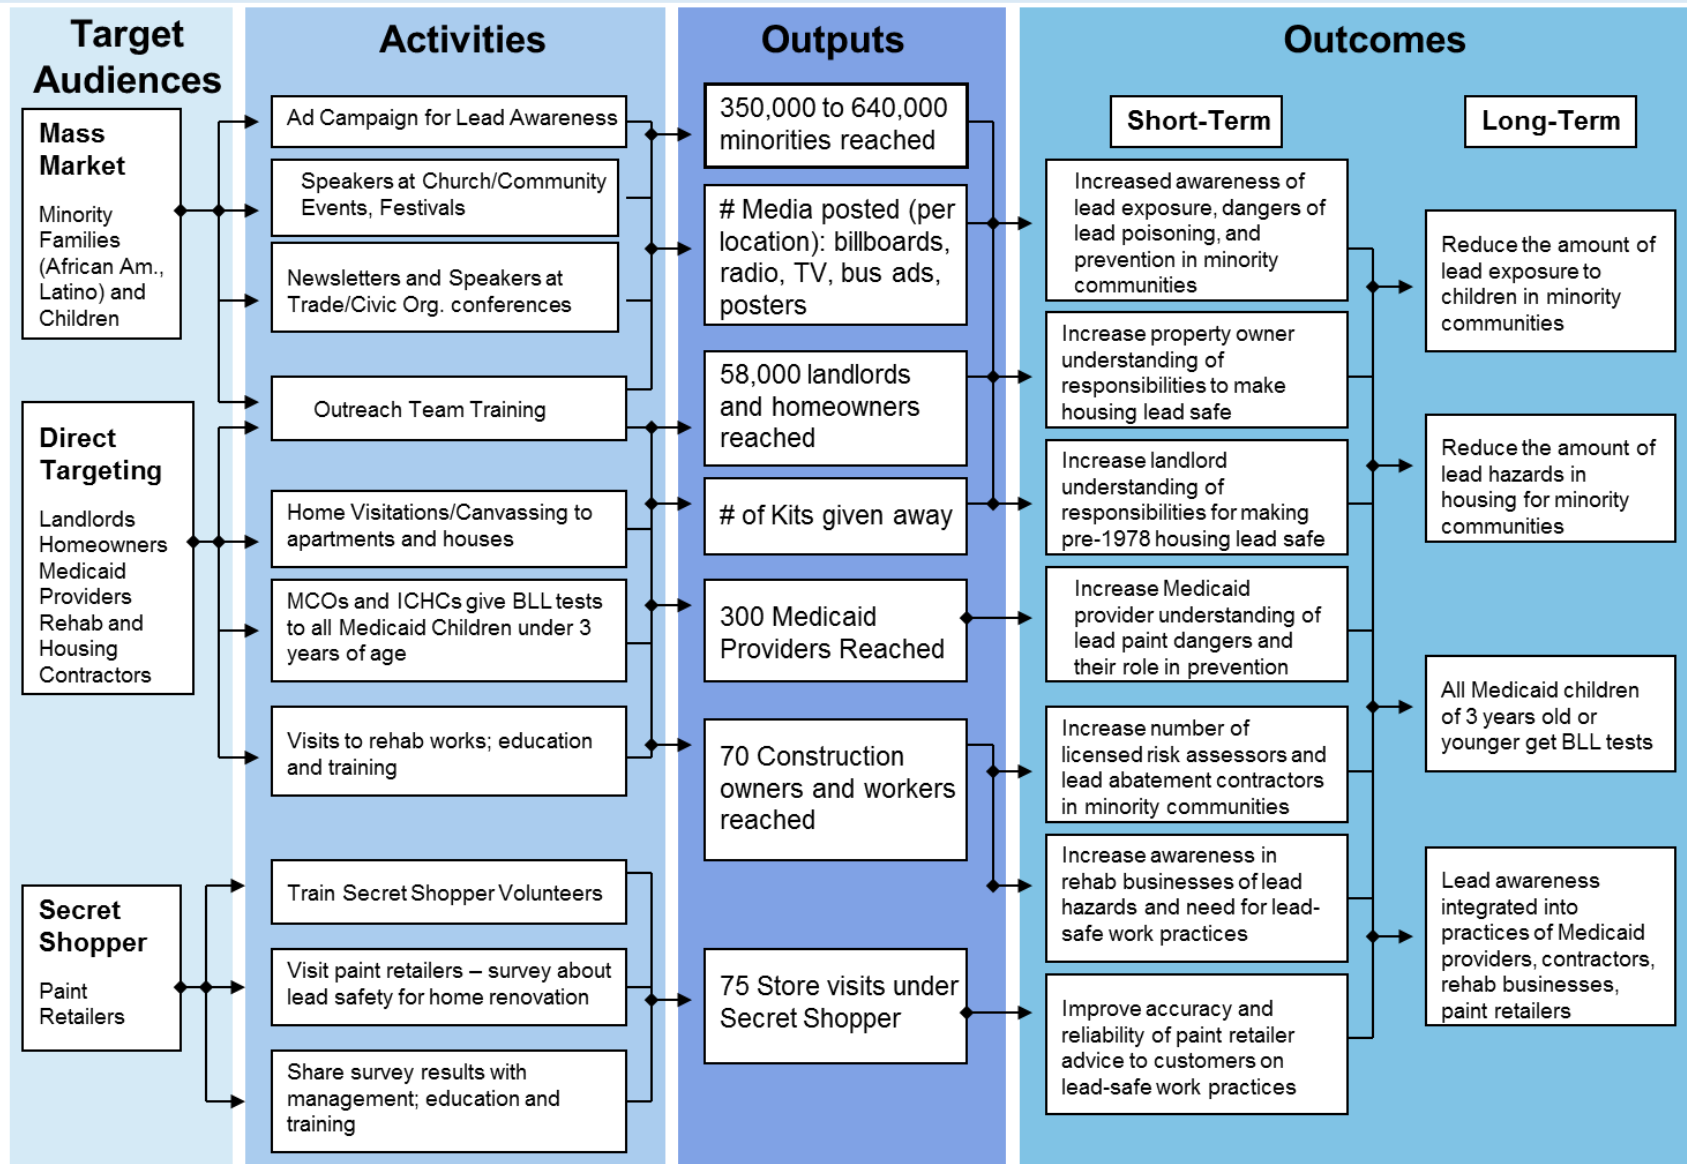 Target
Audiences
Mass
Market
Minority
Families
(African Am.,
Latino) and
Children
Direct
Targeting
Landlords
Homeowners
Medicaid
Providers
Rehab and
Housing
Contractors
Secret
Shopper
Paint
Retailers
Activities
Ad Campaign for Lead Awareness
Speakers at Church/Community
Events, Festivals
Newsletters and Speakers at
Trade/Civic Org. conferences
Outreach Team Training
Home Visitations/Canvassing to
apartments and houses
MCOs and ICHCs give BLL tests
to all Medicaid Children under 3
years of age
Visits to rehab works; education
and training
Train Secret Shopper Volunteers
Visit paint retailers – survey about
lead safety for home renovation
Share survey results with
management; education and
training
Outputs
350,000 to 640,000
minorities reached
# Media posted (per
location): billboards,
radio, TV, bus ads,
posters
58,000 landlords
and homeowners
reached
# of Kits given away
300 Medicaid
Providers Reached
70 Construction
owners and workers
reached
75 Store visits under
Secret Shopper
Outcomes
Short-Term
Increased awareness of
lead exposure, dangers of
lead poisoning, and
prevention in minority
communities
Increase property owner
understanding of
responsibilities to make
housing lead safe
Increase landlord
understanding of
responsibilities for making
pre-1978 housing lead safe
Increase Medicaid
provider understanding of
lead paint dangers and
their role in prevention
Increase number of
licensed risk assessors and
lead abatement contractors
in minority communities
Increase awareness in
rehab businesses of lead
hazards and need for lead-
safe work practices
Improve accuracy and
reliability of paint retailer
advice to customers on
lead-safe work practices
Long-Term
Reduce the amount of
lead exposure to
children in minority
communities
Reduce the amount of
lead hazards in
housing for minority
communities
All Medicaid children
of 3 years old or
younger get BLL tests
Lead awareness
integrated into
practices of Medicaid
providers, contractors,
rehab businesses,
paint retailers